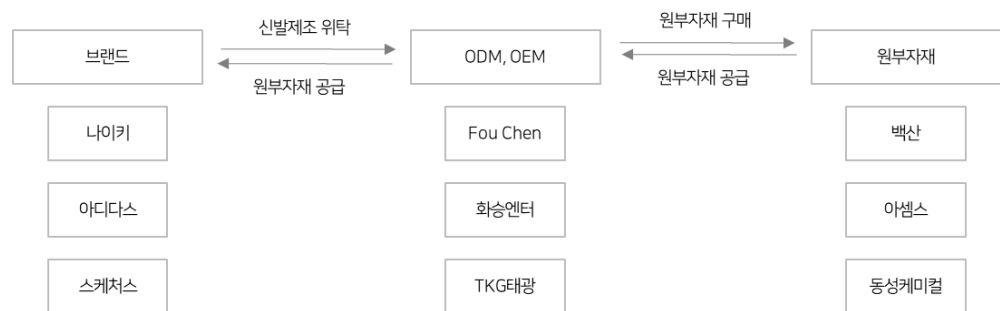 신발제조 위탁
원부자재 구매
브랜드
ODM, OEM
원부자재
원부자재 공급
원부자재 공급
나이키
Fou Chen
백산
아디다스
화승엔터
아셈스
스케처스
TKG태광
동성케미컬